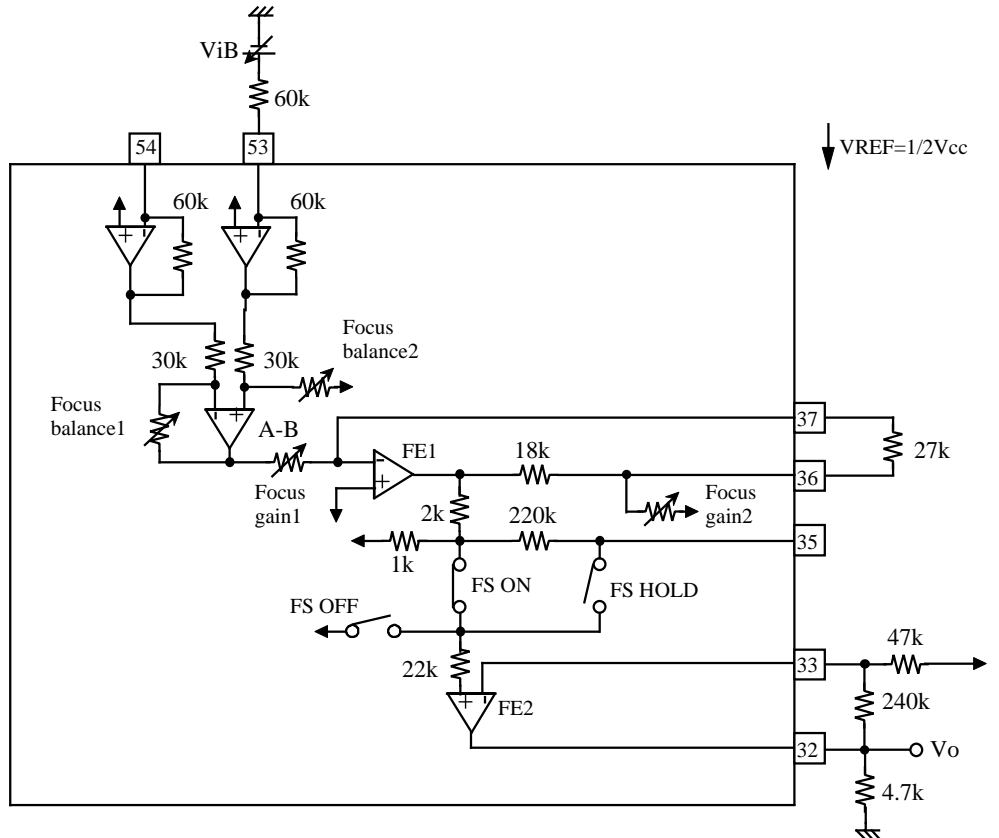 ViB
60k
54
53
VREF=1/2Vcc
60k
60k
+
-
+
-
Focus
balance2
30k
30k
Focus
balance1
-
+
A-B
37
FE1
18k
27k
-
+
36
Focus
gain1
Focus
gain2
2k
220k
35
1k
FS ON
FS HOLD
FS OFF
47k
33
22k
240k
+
-
FE2
32
Vo
4.7k